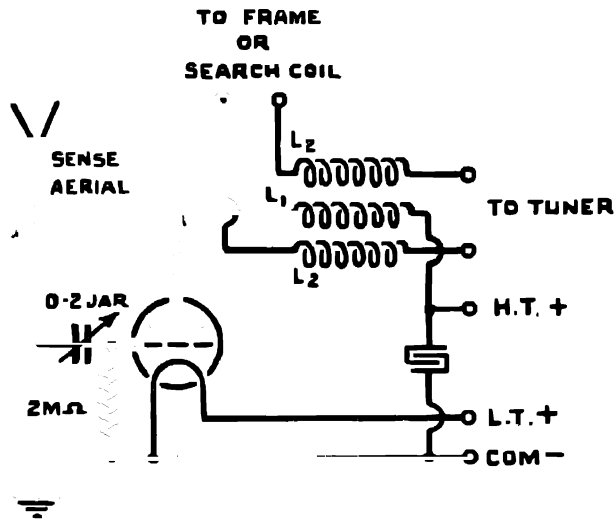 TO FRAME
OR
SEARCH COIL
L2
SENSE
AERIAL
L1
TO TUNER
L2
0-2 JAR
H.T. +
2MΩ
L.T. +
COM -